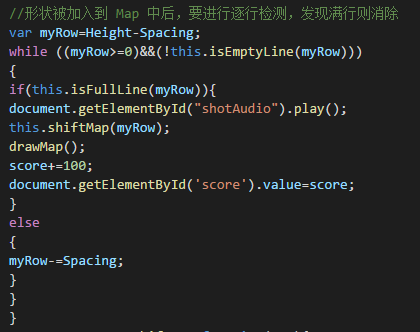 //形状被加入到 Map 中后，要进行逐行检测，发现满行则消除
var myRow=Height-Spacing;
while ((myRow>=0)&&(!this.isEmptyLine(myRow)))
{
if(this.isFullLine(myRow)){
document.getElementById("shotAudio").play();
this.shiftMap(myRow);
drawMap();
score+=100;
document.getElementById('score').value=score;
}
else
{
myRow-=Spacing;
}
}
}